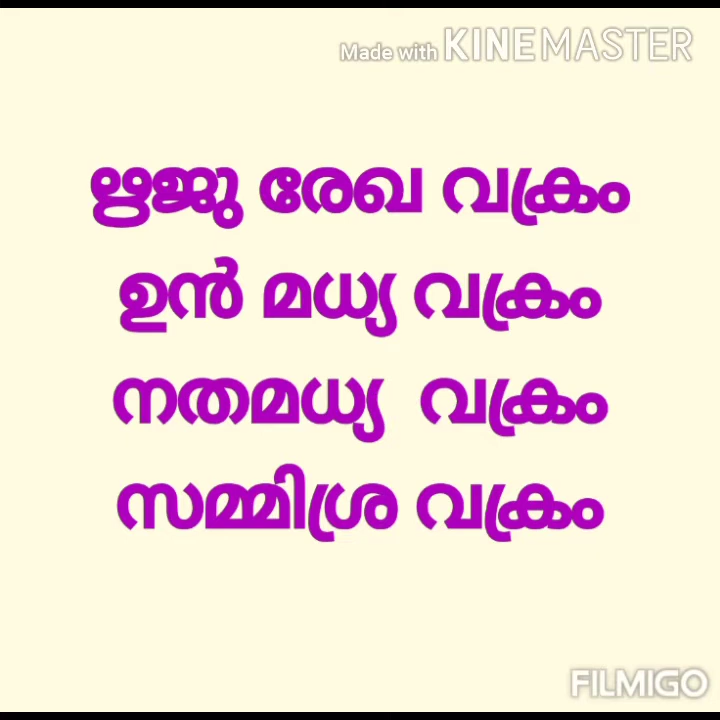 Made with KINEMASTER
ഋജു രേഖ വക്രം
ഉൻ മധ്യ വക്രം
നതമധ്യ വക്രം
സമ്മിശ്ര വക്രം
FILMIGO